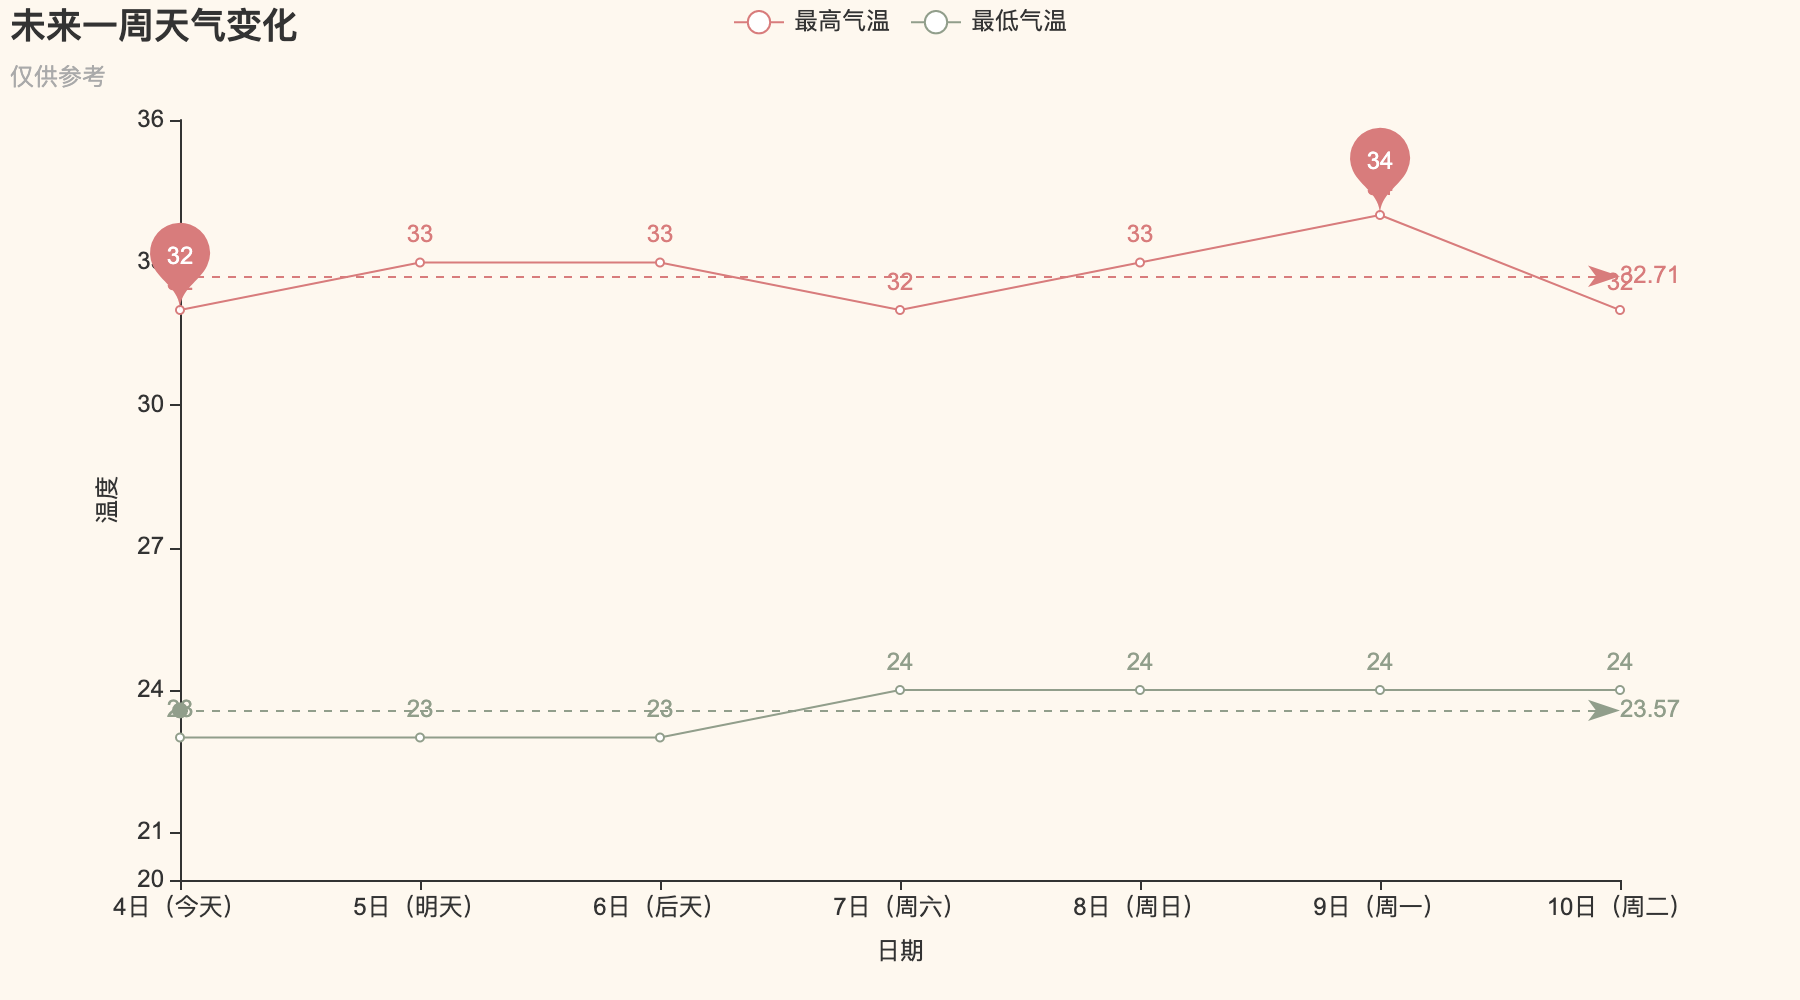 未来一周天气变化
仅供参考
最高气温 最低气温
36
34
33 33 33
32
32.71
32 32
30
温度
27
24 24 24 24
24
23 23
23.57
21
20
4日（今天） 5日（明天） 6日（后天） 7日（周六） 8日（周日） 9日（周一） 10日（周二）
日期